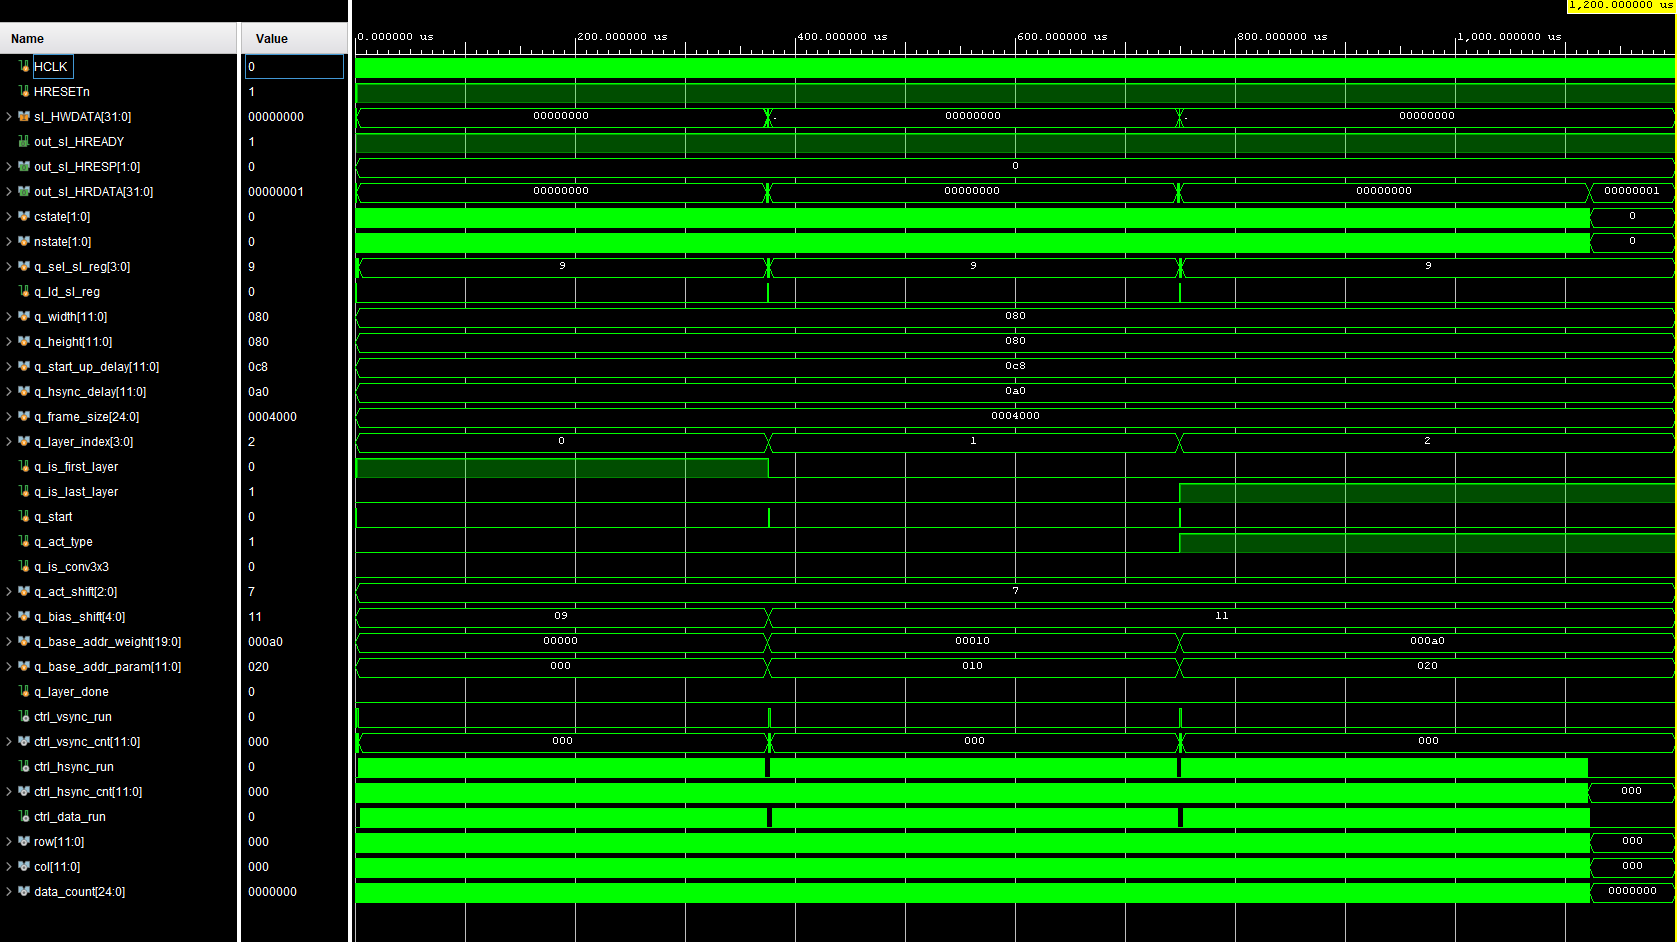 1,200.000000 us
Name Value 0.000000 us 200.000000 us 400.000000 us 600.000000 us 800.000000 us 1,000.000000 us
HCLK 0
HRESETn 1
sl_HWDATA[31:0] 00000000 00000000 00000000 00000000
out_sl_HREADY 1
out_sl_HRESP[1:0] 0 0
out_sl_HRDATA[31:0] 00000001 00000000 00000000 00000000 00000001
cstate[1:0] 0 0
nstate[1:0] 0 0
q_sel_sl_reg[3:0] 9 9 9 9
q_ld_sl_reg 0
q_width[11:0] 080 080
q_height[11:0] 080 080
q_start_up_delay[11:0] 0c8 0c8
q_hsync_delay[11:0] 0a0 0a0
q_frame_size[24:0] 0004000 0004000
q_layer_index[3:0] 2 0 1 2
q_is_first_layer 0
q_is_last_layer 1
q_start 0
q_act_type 1
q_is_conv3x3 0
q_act_shift[2:0] 7 7
q_bias_shift[4:0] 11 09 11
q_base_addr_weight[19:0] 000a0 00000 00010 000a0
q_base_addr_param[11:0] 020 000 010 020
q_layer_done 0
ctrl_vsync_run 0
ctrl_vsync_cnt[11:0] 000 000 000 000
ctrl_hsync_run 0
ctrl_hsync_cnt[11:0] 000 000
ctrl_data_run 0
row[11:0] 000 000
col[11:0] 000 000
data_count[24:0] 0000000 0000000